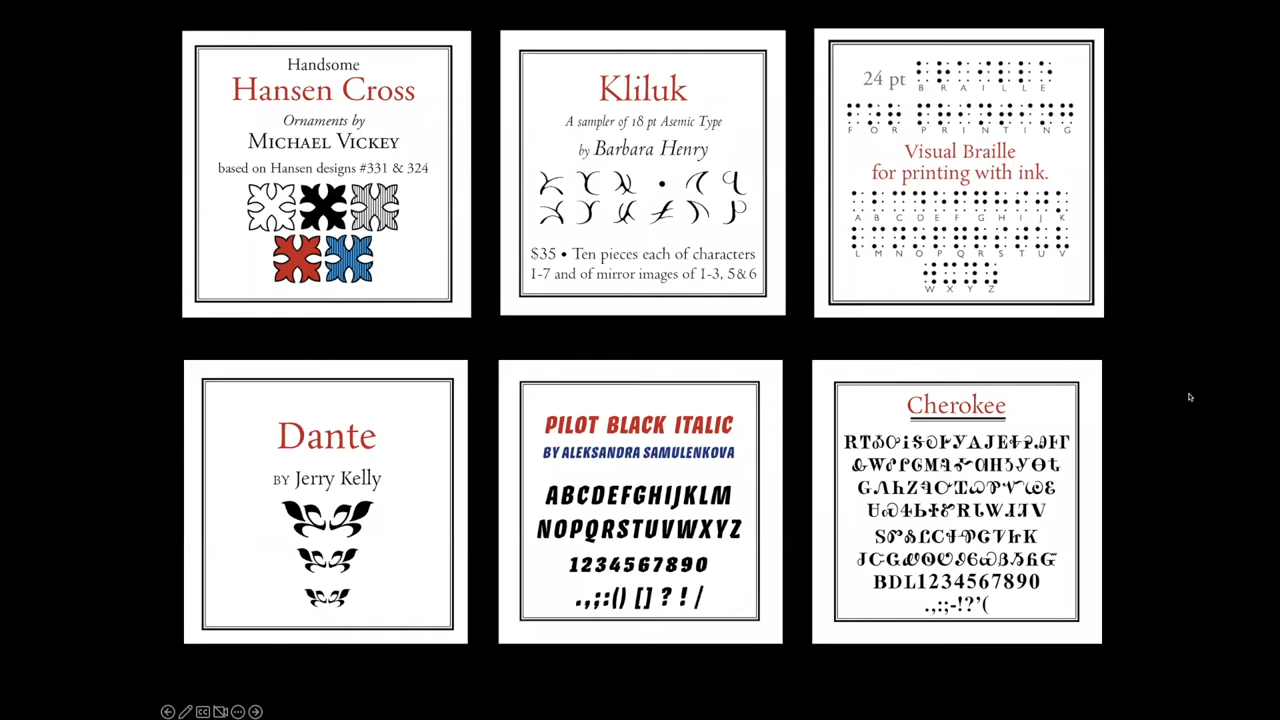 Handsome
Hansen Cross
Ornaments by
MICHAEL VICKEY
based on Hansen designs #331 & 324
Kliluk
A sampler of 18 pt Asemic Type
by Barbara Henry
$35 • Ten pieces each of characters
1-7 and of mirror images of 1-3, 5&6
24 pt B R A I L L E
F O R P R I N T I N G
Visual Braille
for printing with ink.
A B C D E F G H I J K
L M N O P Q R S T U V
W X Y Z
Dante
BY Jerry Kelly
PILOT BLACK ITALIC
BY ALEKSANDRA SAMULENKOVA
ABCDEFGHIJKLM
NOPQRSTUVWXYZ
1234567890
.,;:() [] ? ! /
Cherokee
BDL1234567890
.,:;-!?'(